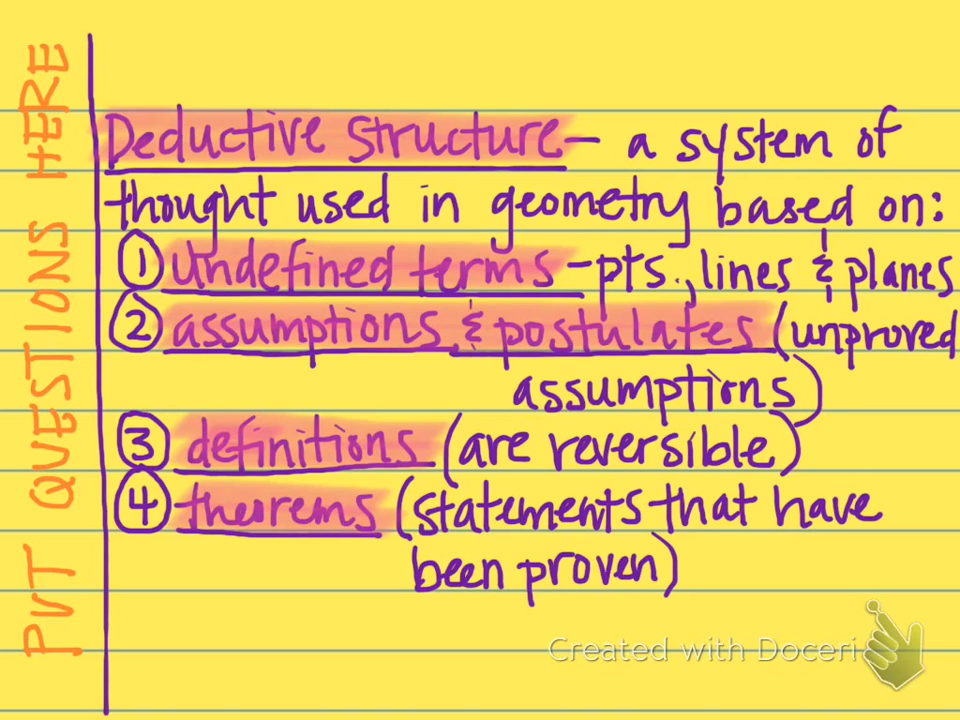 PUT QUESTIONS HERE
Deductive Structure - a system of
thought used in geometry based on:
① Undefined terms - pts., lines & planes
② assumptions & postulates (unproved
assumptions)
③ definitions (are reversible)
④ theorems (statements that have
been proven)
Created with Doceri